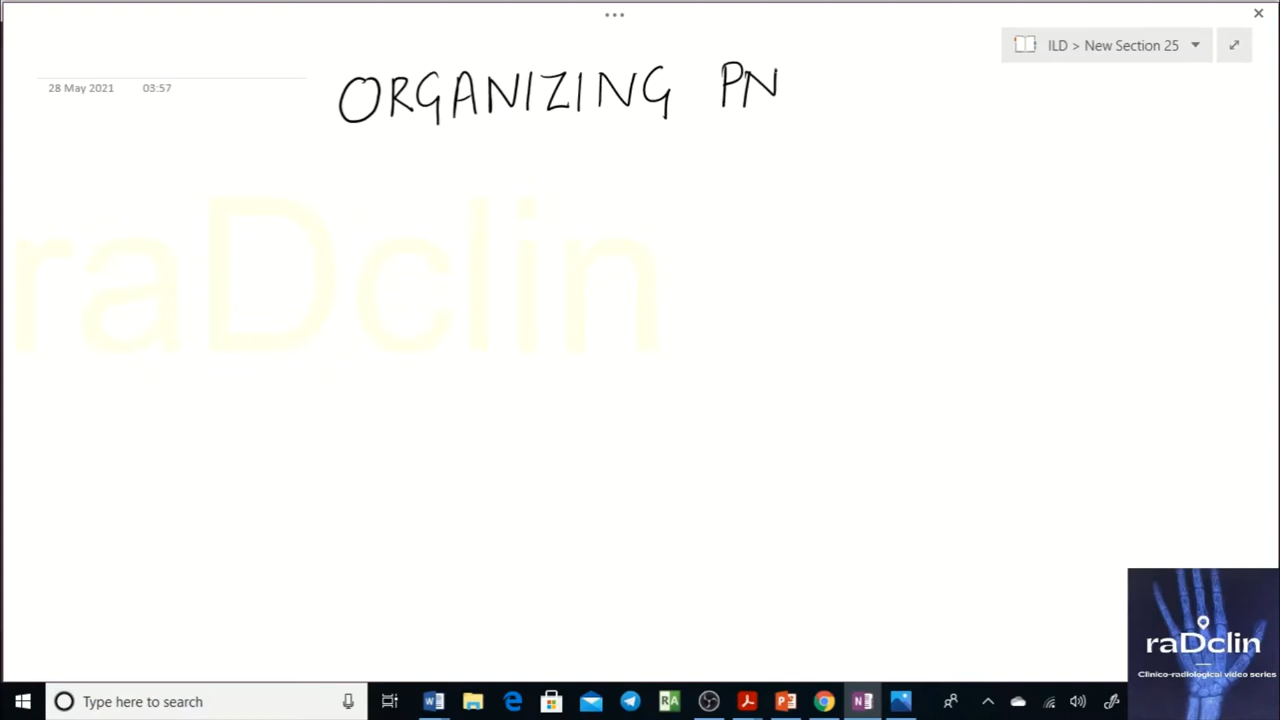 ILD > New Section 25
28 May 2021 03:57
ORGANIZING PN
raDclin
raDclin
Clinico-radiological video series
Type here to search